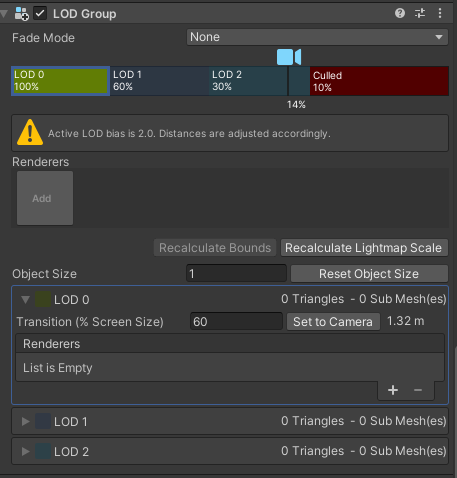 LOD Group
Fade Mode None
LOD 0 LOD 1 LOD 2 Culled
100% 60% 30% 10%
14%
Active LOD bias is 2.0. Distances are adjusted accordingly.
Renderers
Add
Recalculate Bounds Recalculate Lightmap Scale
Object Size 1 Reset Object Size
LOD 0 0 Triangles - 0 Sub Mesh(es)
Transition (% Screen Size) 60 Set to Camera 1.32 m
Renderers
List is Empty
LOD 1 0 Triangles - 0 Sub Mesh(es)
LOD 2 0 Triangles - 0 Sub Mesh(es)